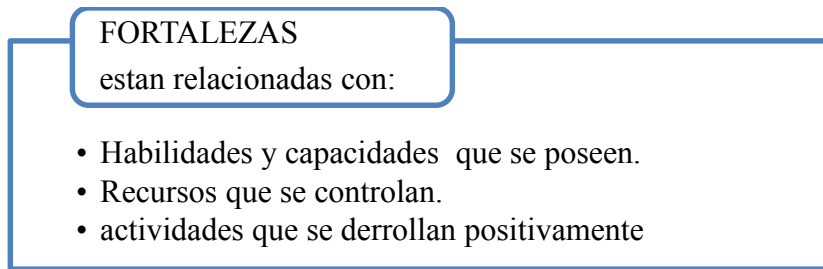 FORTALEZAS
estan relacionadas con:
• Habilidades y capacidades que se poseen.
• Recursos que se controlan.
• actividades que se derrollan positivamente